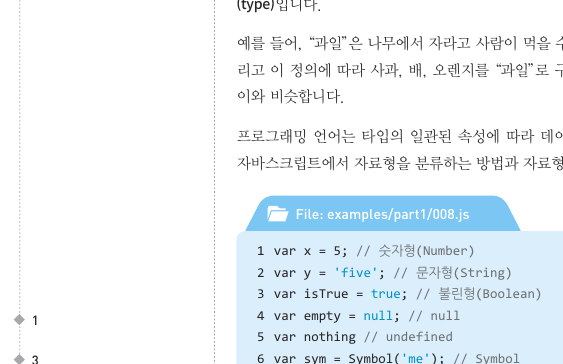 (type)입니다.
예를 들어, “과일”은 나무에서 자라고 사람이 먹을
리고 이 정의에 따라 사과, 배, 오렌지를 “과일”로
이와 비슷합니다.
프로그래밍 언어는 타입의 일관된 속성에 따라
자바스크립트에서 자료형을 분류하는 방법과 자료형
File: examples/part1/008.js
1 var x = 5; // 숫자형(Number)
2 var y = 'five'; // 문자형(String)
3 var isTrue = true; // 불린형(Boolean)
4 var empty = null; // null
5 var nothing // undefined
6 var sym = Symbol('me'); // Symbol
◆ 1
◆ 3